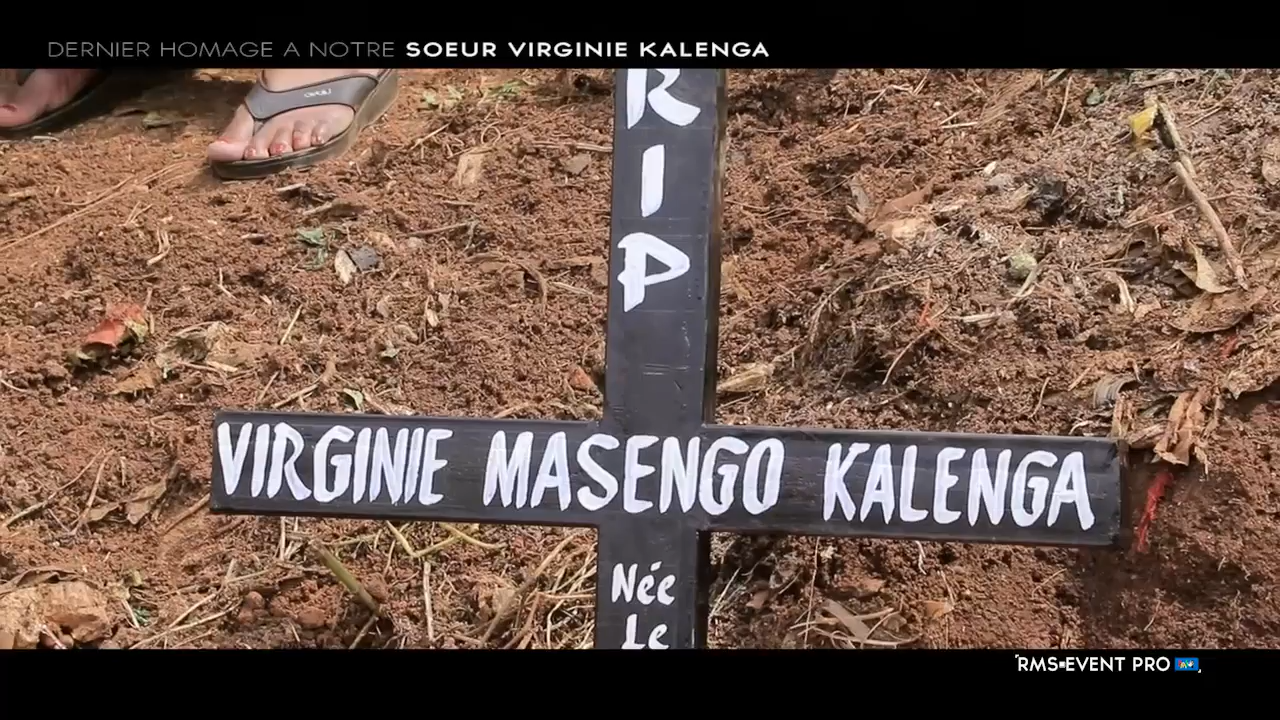 DERNIER HOMAGE A NOTRE SOEUR VIRGINIE KALENGA
RIP
VIRGINIE MASENGO KALENGA
Née
Le
RMS-EVENT PRO